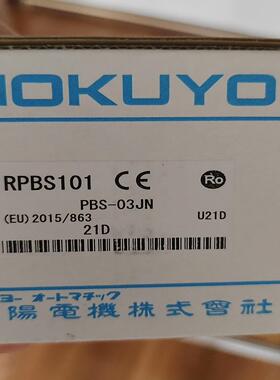 HOKUYO
RPBS101 CE Ro
PBS-03JN
(EU)2015/863 U21D
21D
ヨー オートマチック
陽電機株式會社